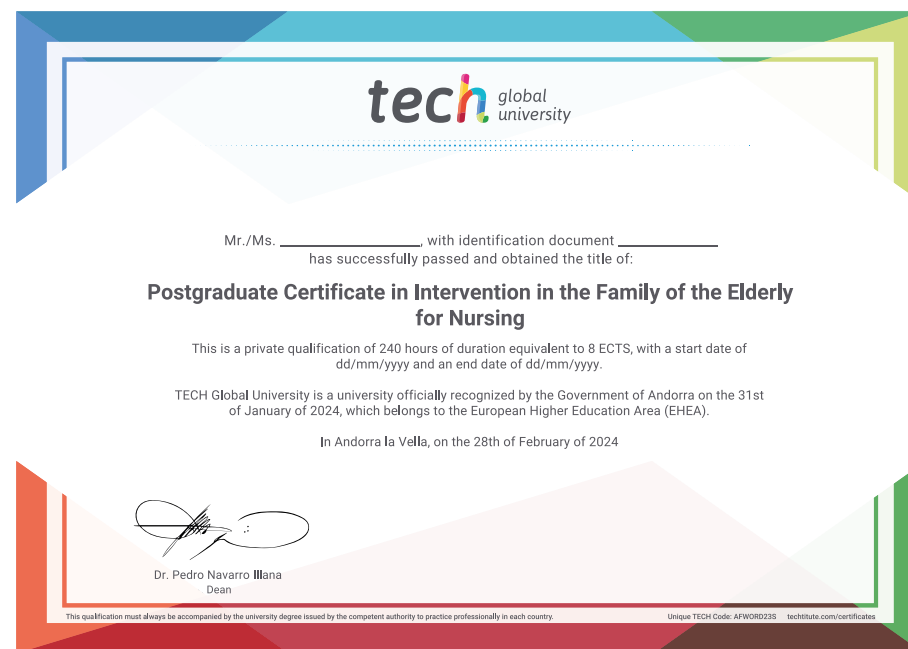 tech global university
Mr./Ms. ____________________, with identification document ______________
has successfully passed and obtained the title of:
Postgraduate Certificate in Intervention in the Family of the Elderly
for Nursing
This is a private qualification of 240 hours of duration equivalent to 8 ECTS, with a start date of
dd/mm/yyyy and an end date of dd/mm/yyyy.
TECH Global University is a university officially recognized by the Government of Andorra on the 31st
of January of 2024, which belongs to the European Higher Education Area (EHEA).
In Andorra la Vella, on the 28th of February of 2024
Dr. Pedro Navarro Illana
Dean
This qualification must always be accompanied by the university degree issued by the competent authority to practice professionally in each country.
Unique TECH Code: AFWORD23S techtitute.com/certificates